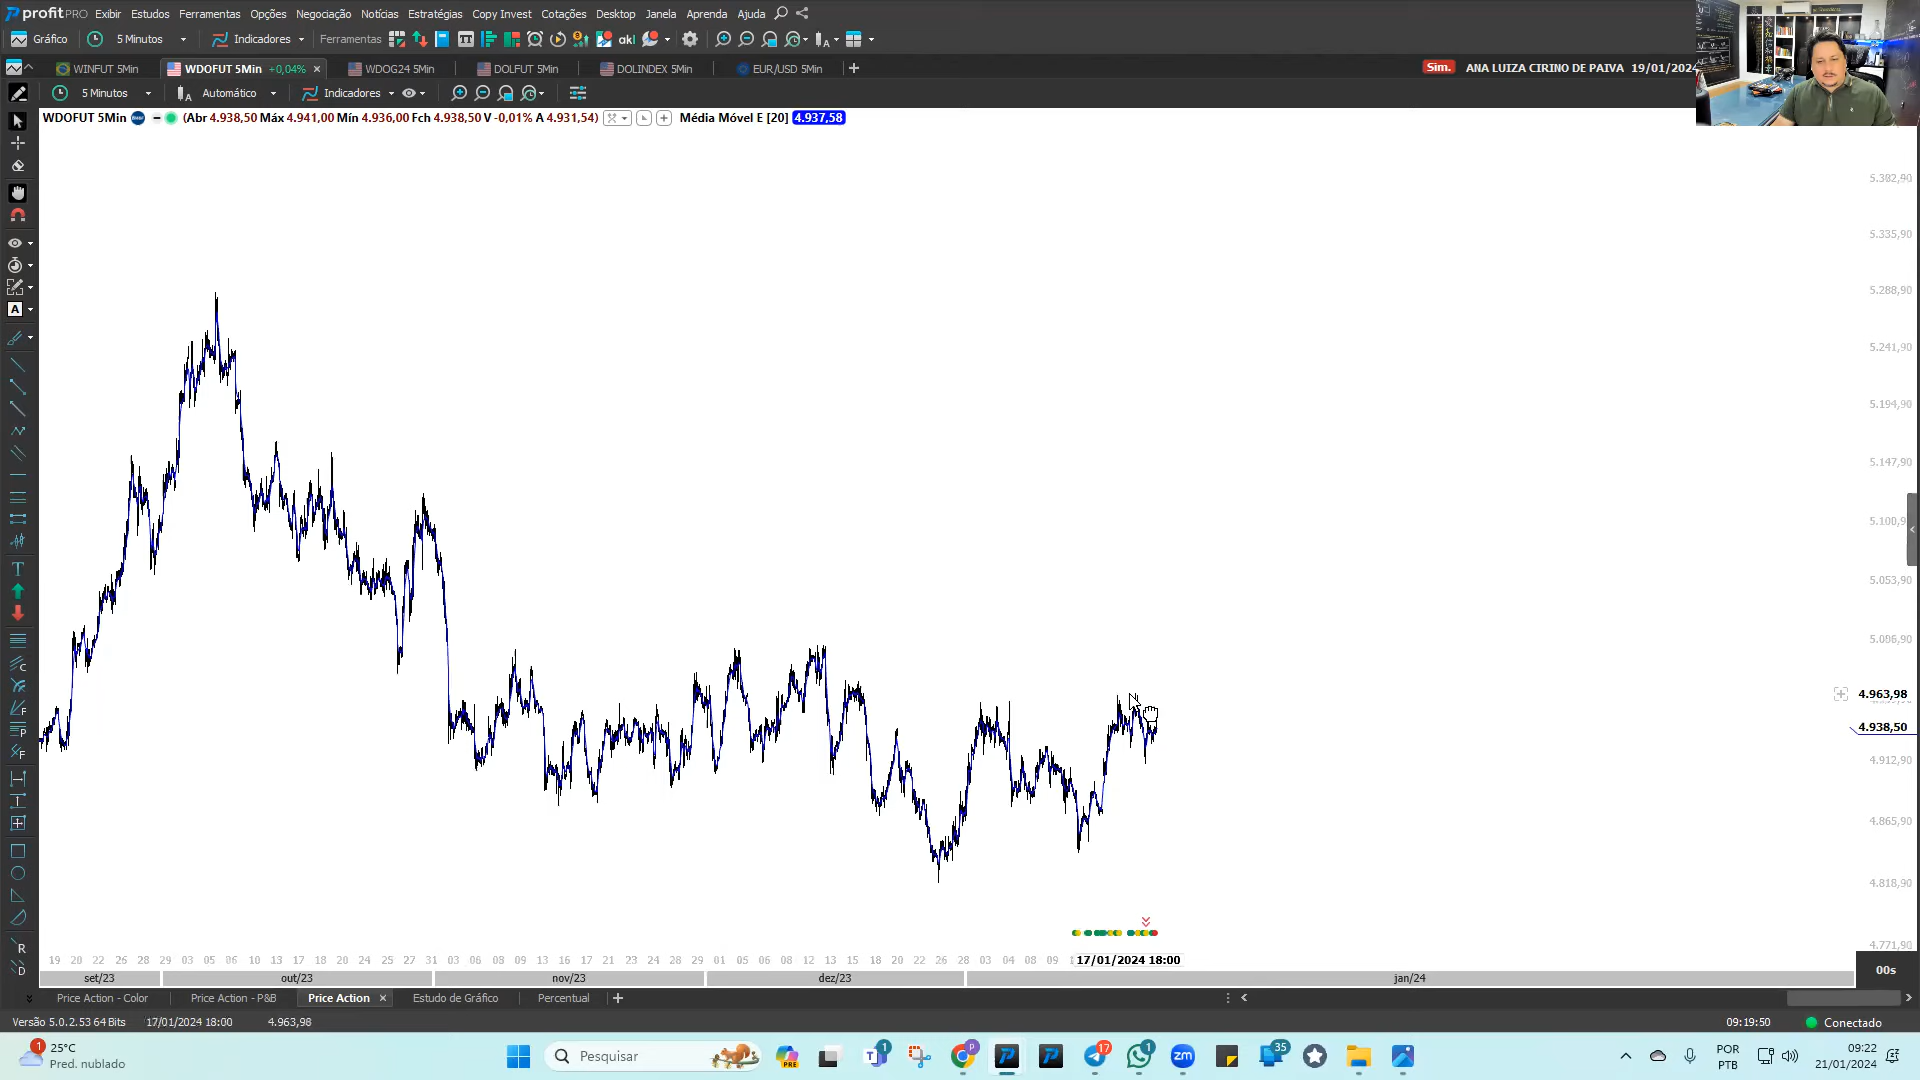 profitPRO Exibir Estudos Ferramentas Opções Negociação Notícias Estratégias Copy Invest Cotações Desktop Janela Aprenda Ajuda
Gráfico 5 Minutos Indicadores Ferramentas akl
WINFUT 5Min WDOFUT 5Min +0,04% WDOG24 5Min DOLFUT 5Min DOLINDEX 5Min EUR/USD 5Min Sim. ANA LUIZA CIRINO DE PAIVA 19/01/2024
5 Minutos Automático Indicadores
WDOFUT 5Min (Abr 4.938,50 Máx 4.941,00 Mín 4.936,00 Fch 4.938,50 V -0,01% A 4.931,54) Média Móvel E [20] 4.937,58
5.335,90
5.288,90
5.241,90
5.194,90
5.147,90
5.053,90
4.963,98
4.938,50
4.912,90
4.865,90
4.818,90
4.771,90
19 20 22 26 28 29 03 05 06 10 13 16 18 20 24 25 27 31 03 06 08 09 13 14 16 17 21 23 24 28 29 01 05 06 08 12 13 15 18 20 22 26 28 03 04 08 09 17/01/2024 18:00
set/23 out/23 nov/23 dez/23 jan/24
00s
Price Action - Color Price Action - P&B Price Action Estudo de Gráfico Percentual
Versão 5.0.2.53 64 Bits 17/01/2024 18:00 4.963,98 09:19:50 Conectado
1 25°C
Pred. nublado
Pesquisar
PRE
1
P
17
1
zm
35
POR
PTB
09:22
21/01/2024